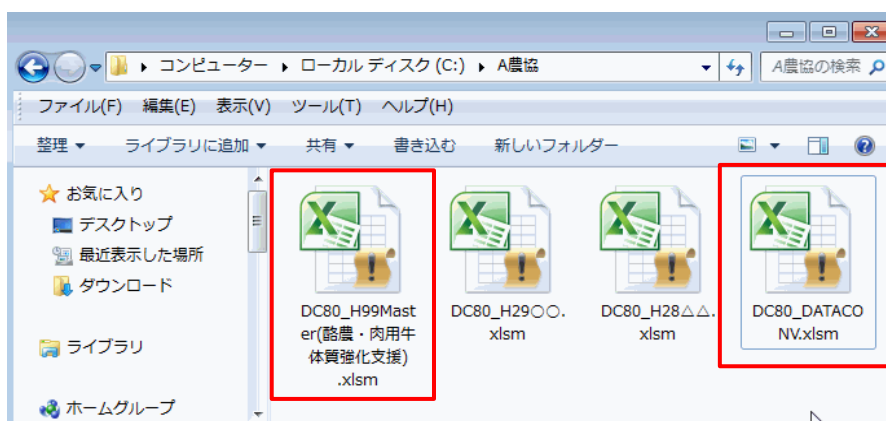 コンピューター ▸ ローカル ディスク (C:) ▸ A農協
A農協の検索
ファイル(F) 編集(E) 表示(V) ツール(T) ヘルプ(H)
整理 ライブラリに追加 共有 書き込む 新しいフォルダー
お気に入り
デスクトップ
最近表示した場所
ダウンロード
ライブラリ
ホームグループ
DC80_H99Mast
er(酪農・肉用牛
体質強化支援)
.xlsm
DC80_H29○○.
xlsm
DC80_H28△△.
xlsm
DC80_DATACO
NV.xlsm